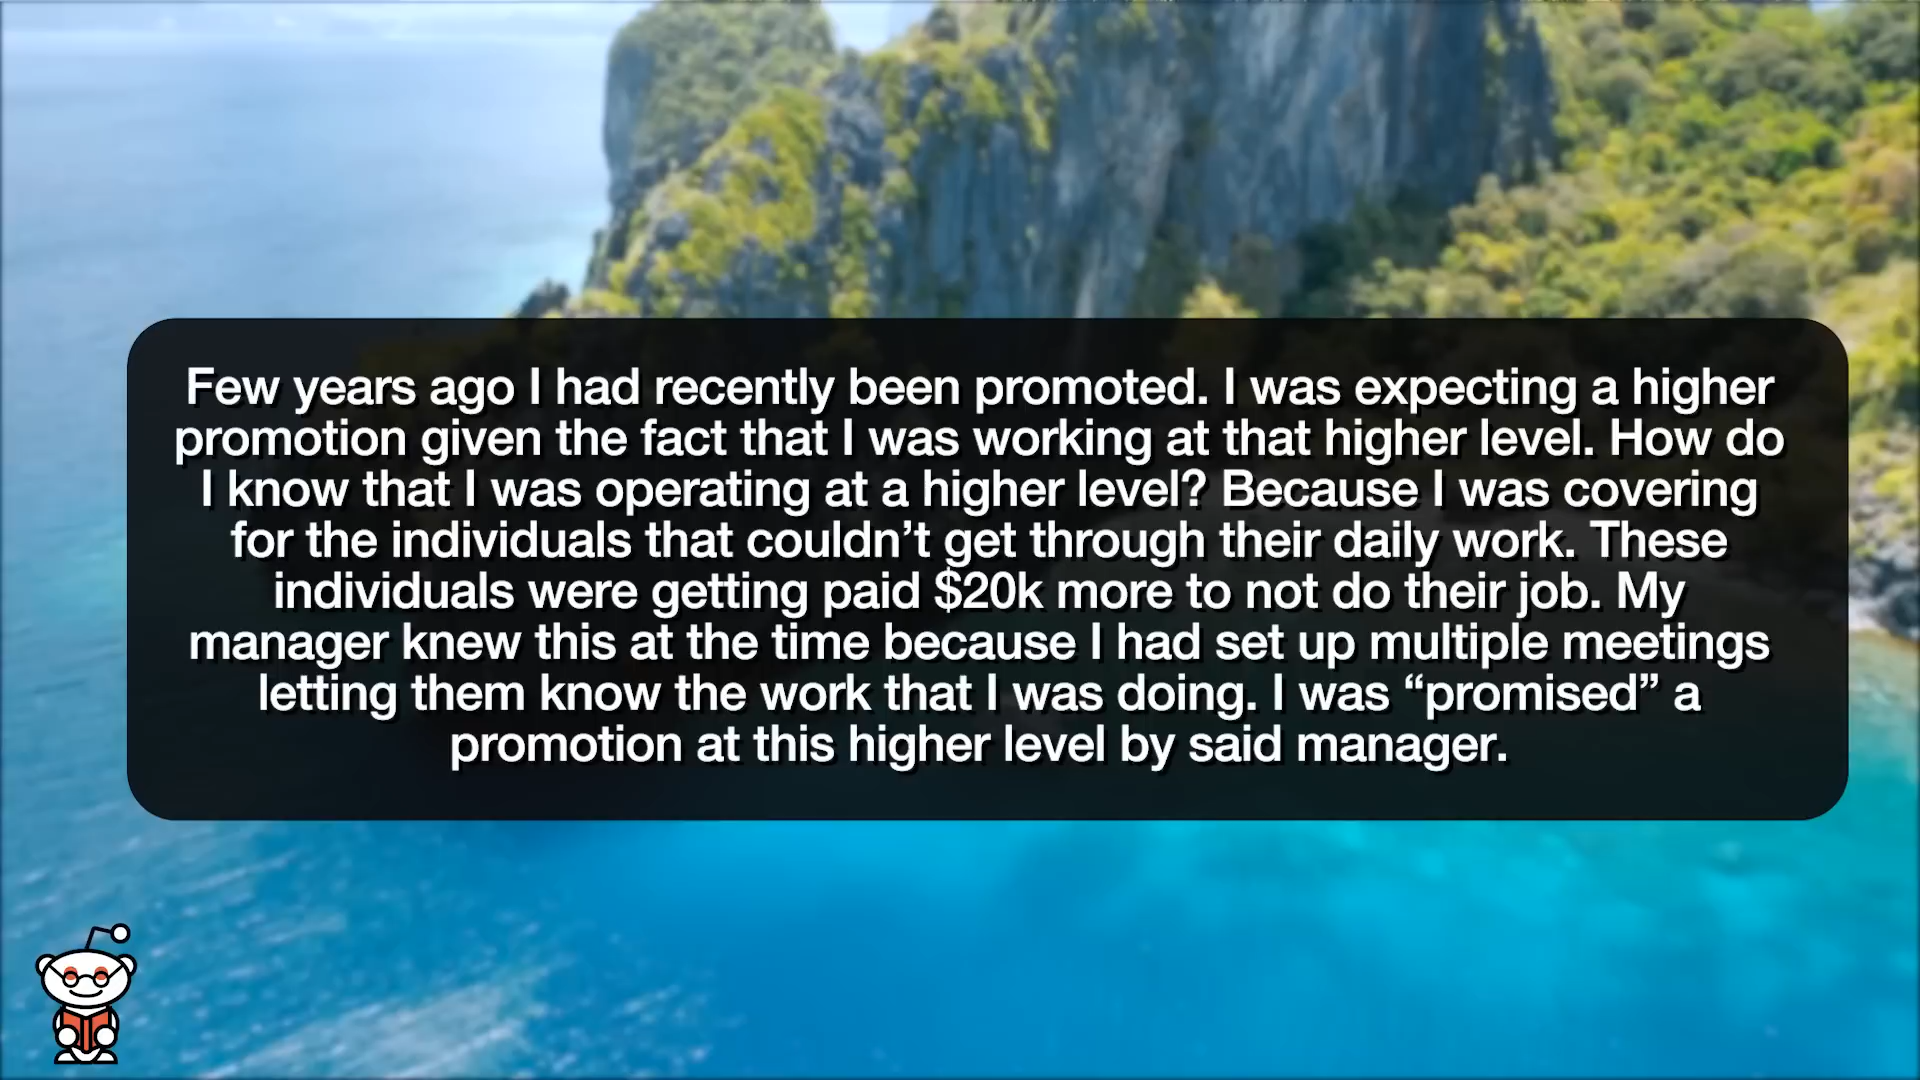 Few years ago I had recently been promoted. I was expecting a higher
promotion given the fact that I was working at that higher level. How do
I know that I was operating at a higher level? Because I was covering
for the individuals that couldn’t get through their daily work. These
individuals were getting paid $20k more to not do their job. My
manager knew this at the time because I had set up multiple meetings
letting them know the work that I was doing. I was “promised” a
promotion at this higher level by said manager.